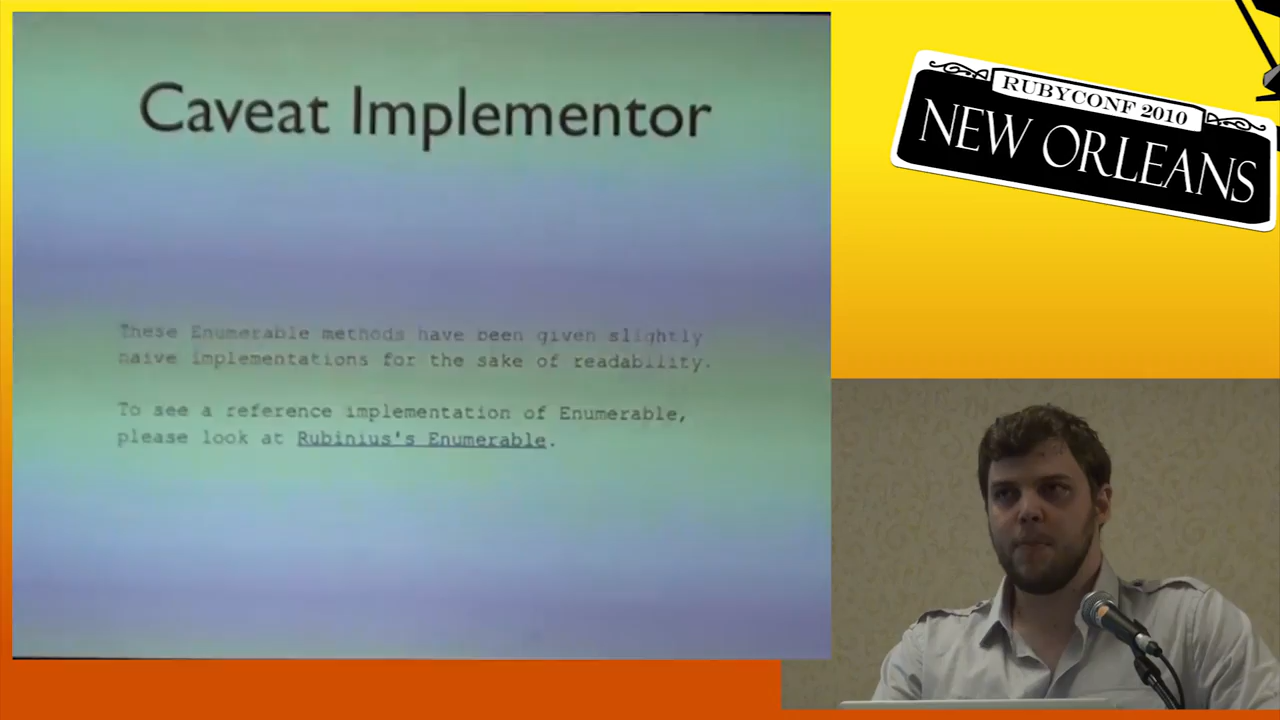 Caveat Implementor
These Enumerable methods have been given slightly
naive implementations for the sake of readability.
To see a reference implementation of Enumerable,
please look at Rubinius's Enumerable.
RUBYCONF 2010
NEW ORLEANS